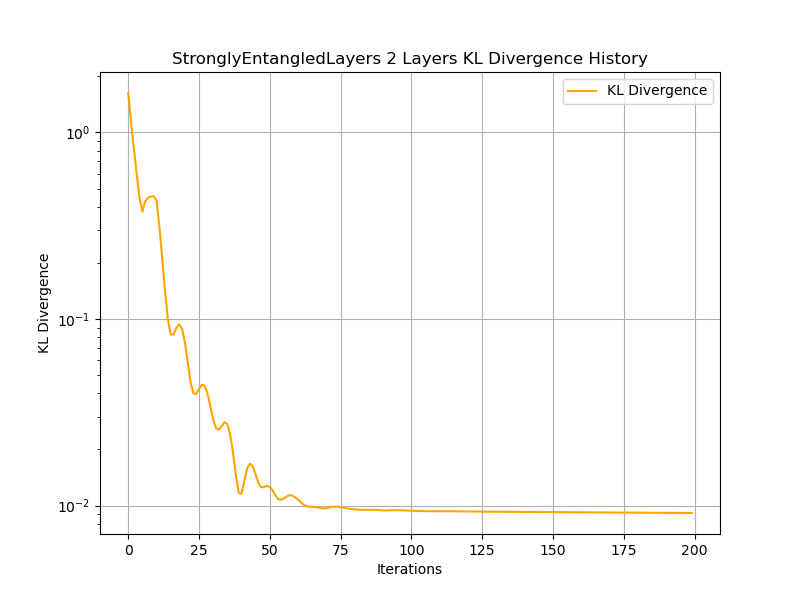 StronglyEntangledLayers 2 Layers KL Divergence History
KL Divergence
KL Divergence
10⁰
10⁻¹
10⁻²
0 25 50 75 100 125 150 175 200
Iterations